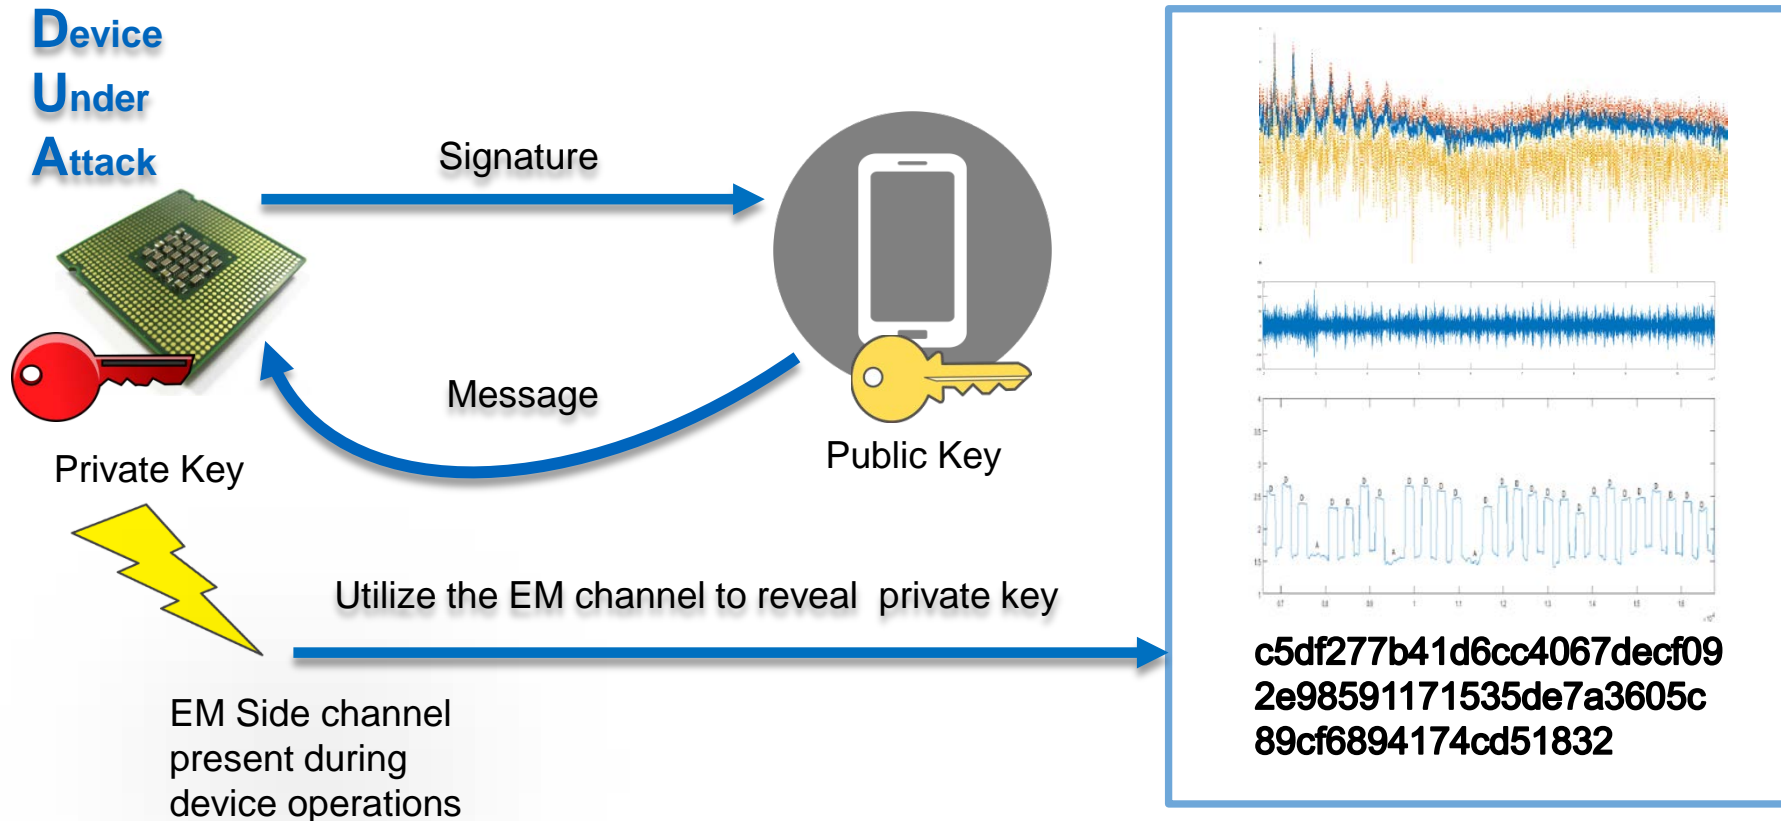 Device
Under
Attack
Signature
Message
Private Key
Public Key
Utilize the EM channel to reveal private key
EM Side channel
present during
device operations
c5df277b41d6cc4067decf09
2e98591171535de7a3605c
89cf6894174cd51832